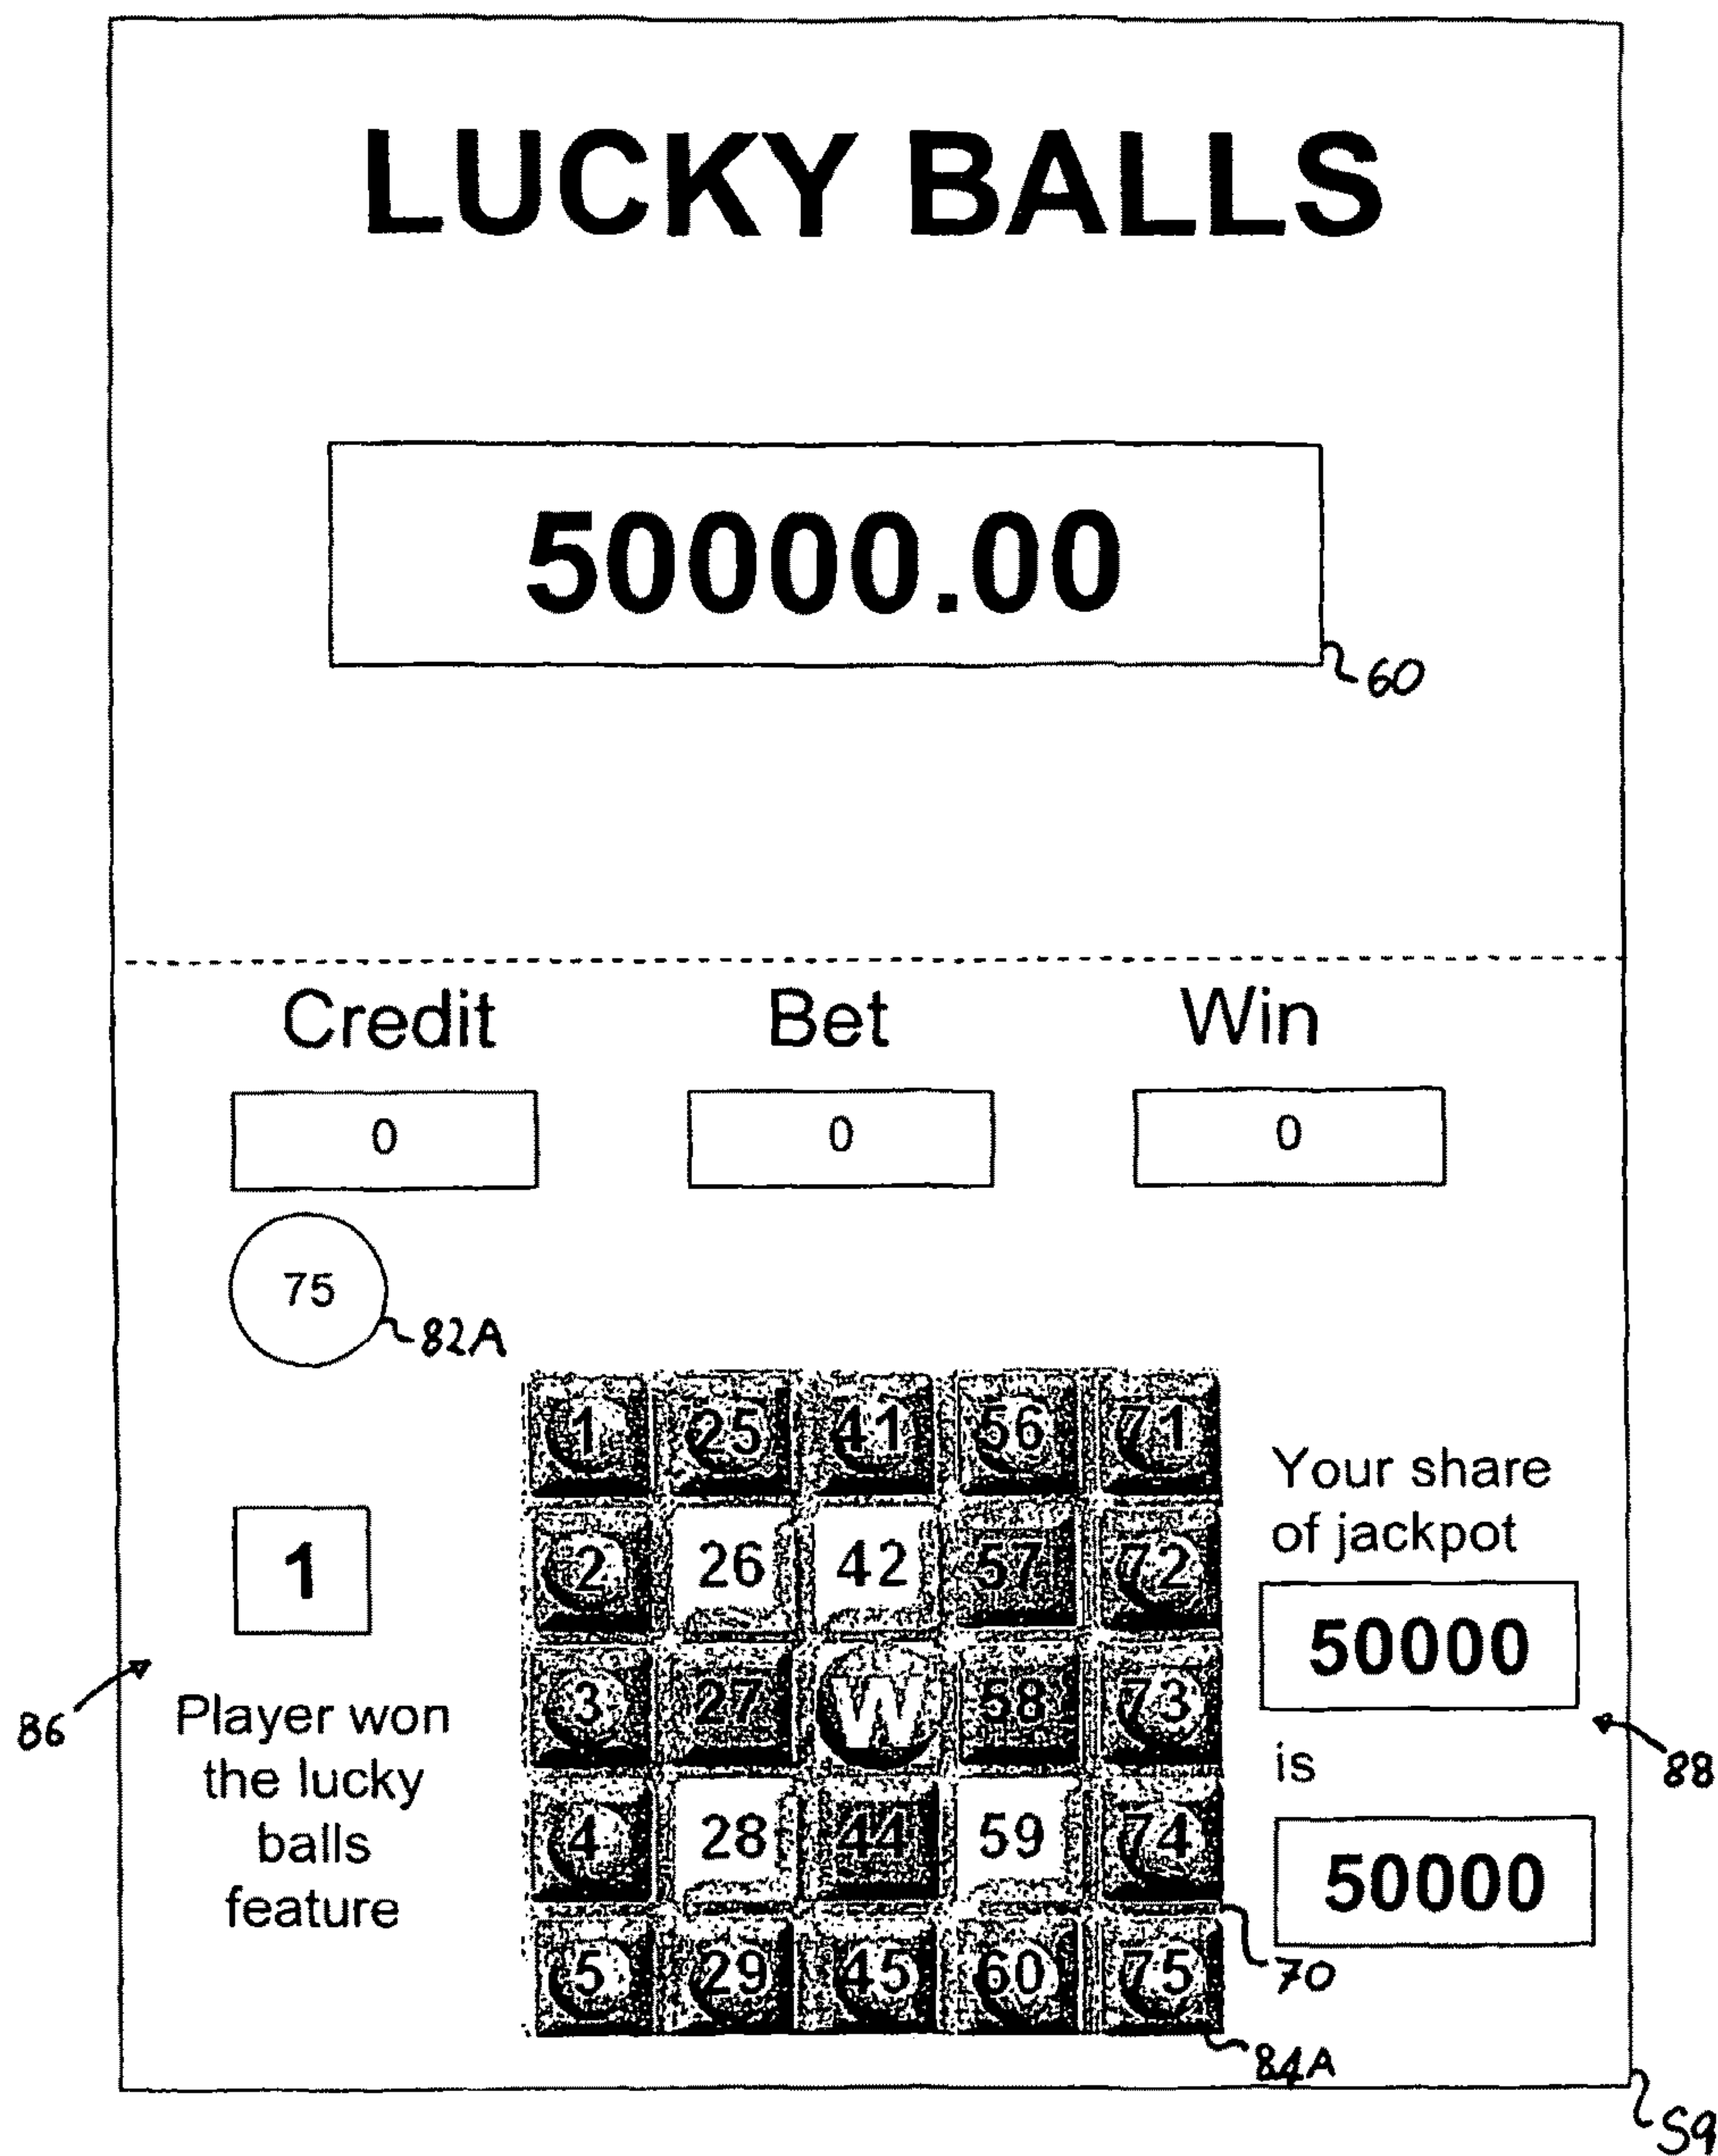 LUCKY BALLS
50000.00
60
Credit Bet Win
0 0 0
75
82A
1 25 41 56 71
2 26 42 57 72
3 27 W 58 73
4 28 44 59 74
5 29 45 60 75
1
86
Player won
the lucky
balls
feature
Your share
of jackpot
50000
88
is
50000
70
84A
S9